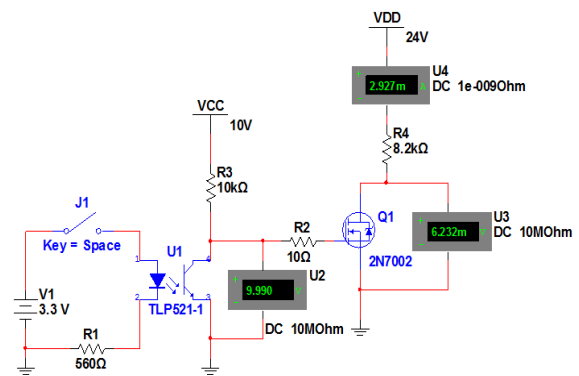 VDD
24V
U4
+
2.927m
A
-
DC 1e-009Ohm
VCC
10V
R4
8.2kΩ
R3
10kΩ
J1
Key = Space
U1
1
4
2
3
TLP521-1
R2
10Ω
Q1
2N7002
U3
+
6.232m
V
-
DC 10MOhm
U2
+
9.990
V
-
DC 10MOhm
V1
3.3 V
R1
560Ω